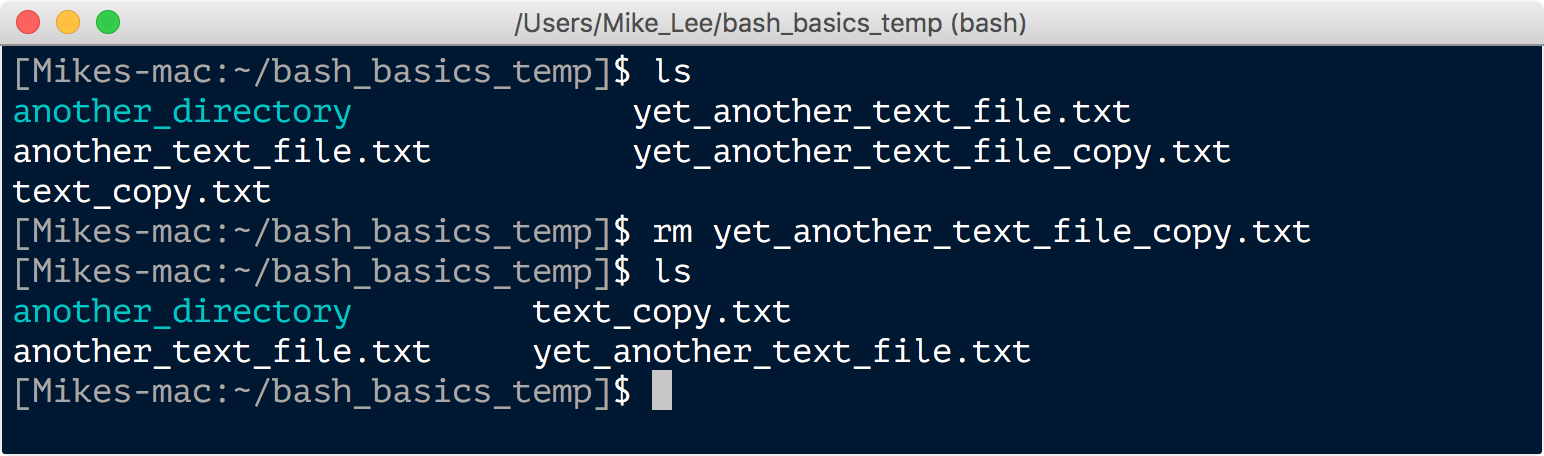 /Users/Mike_Lee/bash_basics_temp (bash)
[Mikes-mac:~/bash_basics_temp]$ ls
another_directory              yet_another_text_file.txt
another_text_file.txt          yet_another_text_file_copy.txt
text_copy.txt
[Mikes-mac:~/bash_basics_temp]$ rm yet_another_text_file_copy.txt
[Mikes-mac:~/bash_basics_temp]$ ls
another_directory         text_copy.txt
another_text_file.txt     yet_another_text_file.txt
[Mikes-mac:~/bash_basics_temp]$